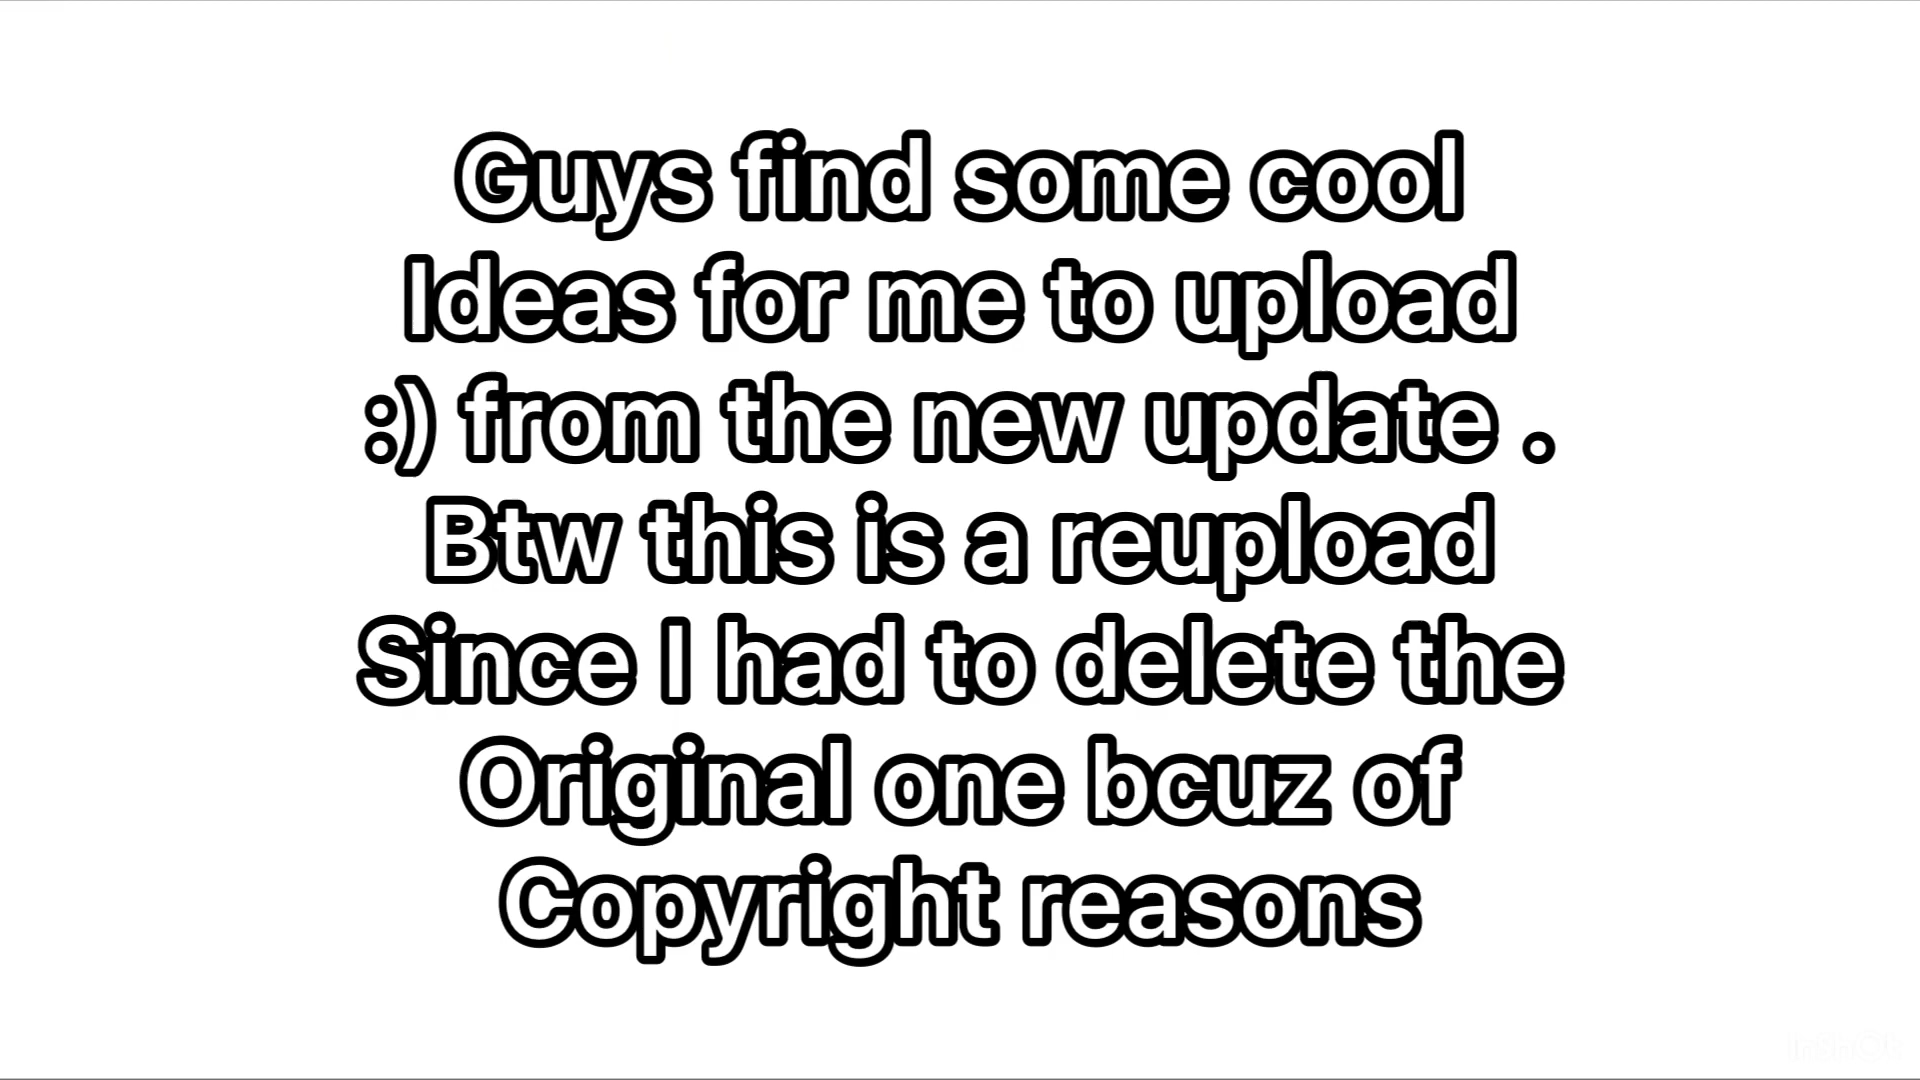 Guys find some cool
Ideas for me to upload
:) from the new update .
Btw this is a reupload
Since I had to delete the
Original one bcuz of
Copyright reasons